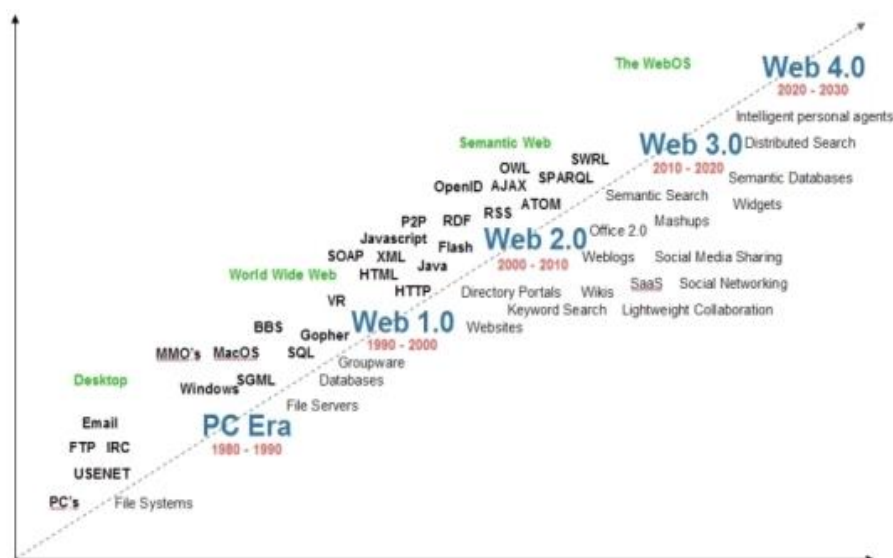 The WebOS
Web 4.0
2020 - 2030
Intelligent personal agents
Semantic Web
Web 3.0
Distributed Search
2010 - 2020
SWRL
OWL
SPARQL
Semantic Databases
OpenID
AJAX
Semantic Search
Widgets
ATOM
RSS
Mashups
P2P
RDF
Office 2.0
Javascript
Flash
Web 2.0
2000 - 2010
SOAP
XML
Weblogs
Social Media Sharing
Java
World Wide Web
HTML
SaaS
Social Networking
HTTP
Directory Portals
Wikis
VR
Keyword Search
Lightweight Collaboration
Web 1.0
1990 - 2000
Websites
BBS
Gopher
MMO's
MacOS
SQL
Groupware
Desktop
SGML
Databases
Windows
File Servers
Email
PC Era
1980 - 1990
FTP
IRC
USENET
PC's
File Systems